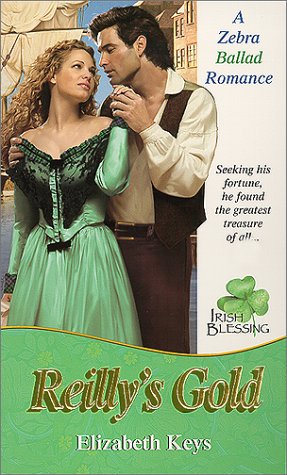 A
Zebra
Ballad
Romance
Seeking his
fortune,
he found
the greatest
treasure
of all...
IRISH
BLESSING
Reilly's Gold
Elizabeth Keys